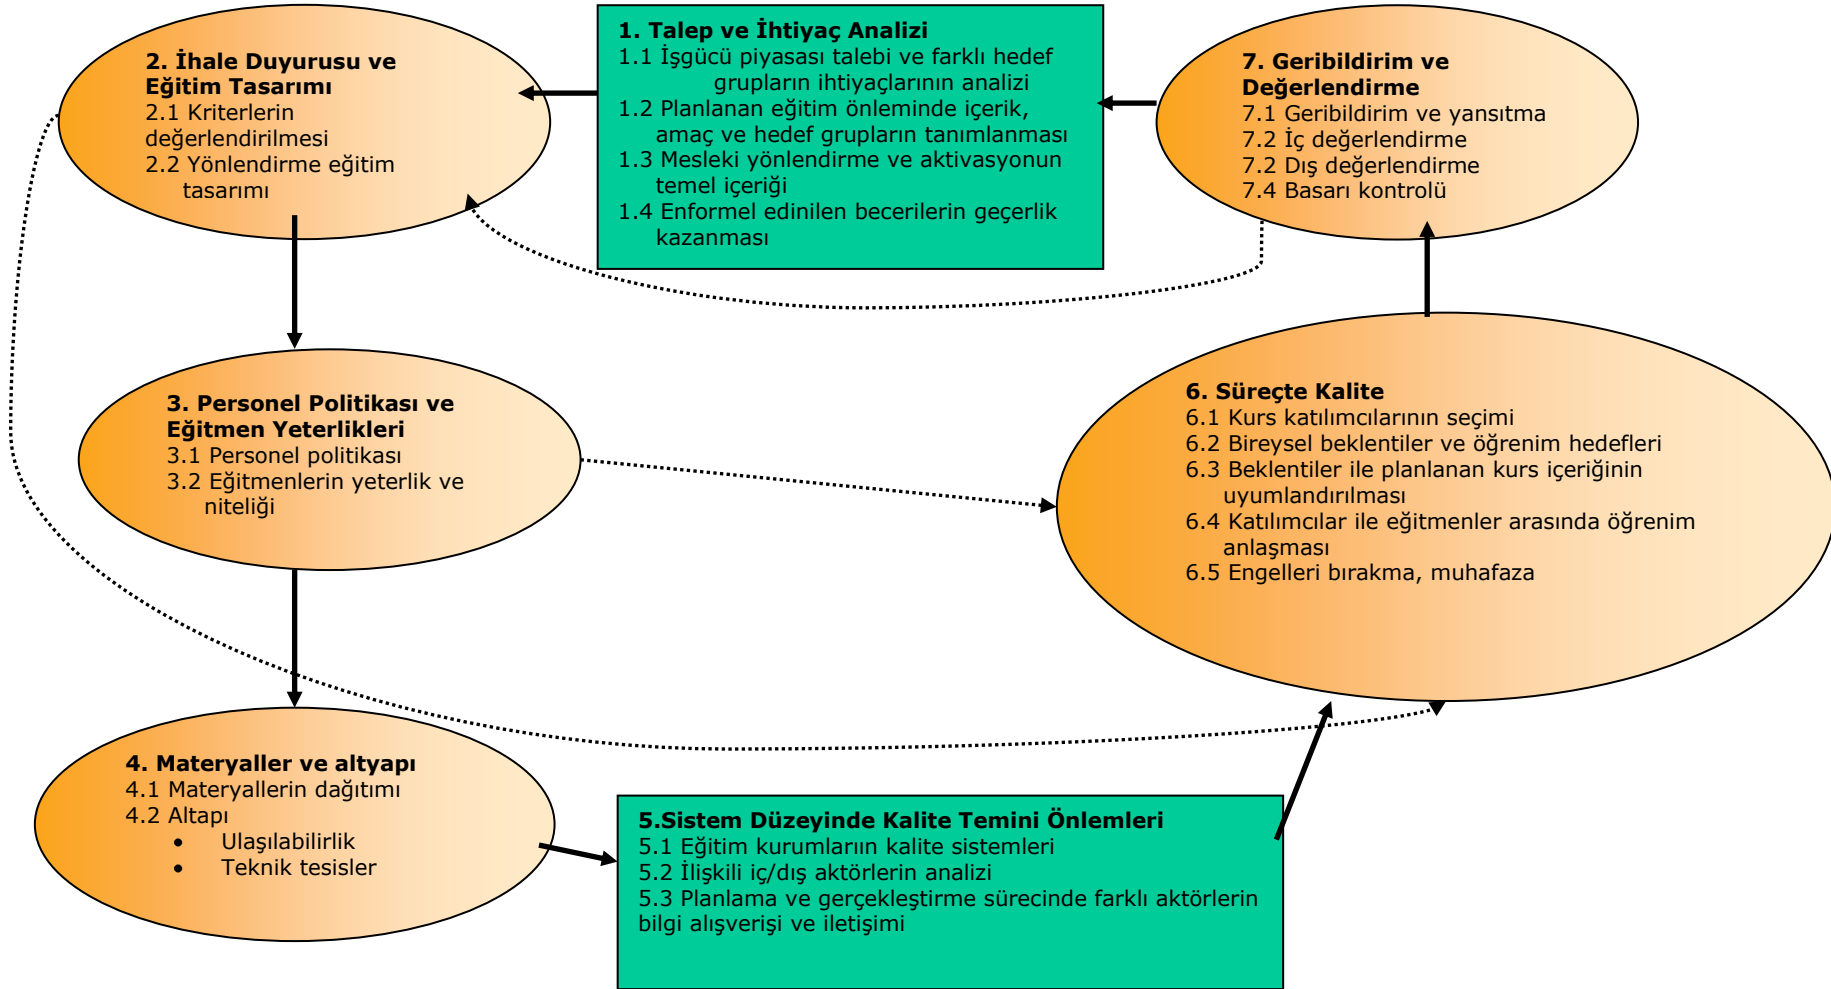 1. Talep ve İhtiyaç Analizi
1.1 İşgücü piyasası talebi ve farklı hedef
grupların ihtiyaçlarının analizi
1.2 Planlanan eğitim önleminde içerik,
amaç ve hedef grupların tanımlanması
1.3 Mesleki yönlendirme ve aktivasyonun
temel içeriği
1.4 Enformel edinilen becerilerin geçerlik
kazanması
2. İhale Duyurusu ve
Eğitim Tasarımı
2.1 Kriterlerin
değerlendirilmesi
2.2 Yönlendirme eğitim
tasarımı
3. Personel Politikası ve
Eğitmen Yeterlikleri
3.1 Personel politikası
3.2 Eğitmenlerin yeterlik ve
niteliği
4. Materyaller ve altyapı
4.1 Materyallerin dağıtımı
4.2 Altapı
• Ulaşılabilirlik
• Teknik tesisler
5.Sistem Düzeyinde Kalite Temini Önlemleri
5.1 Eğitim kurumlarıın kalite sistemleri
5.2 İlişkili iç/dış aktörlerin analizi
5.3 Planlama ve gerçekleştirme sürecinde farklı aktörlerin
bilgi alışverişi ve iletişimi
6. Süreçte Kalite
6.1 Kurs katılımcılarının seçimi
6.2 Bireysel beklentiler ve öğrenim hedefleri
6.3 Beklentiler ile planlanan kurs içeriğinin
uyumlandırılması
6.4 Katılımcılar ile eğitmenler arasında öğrenim
anlaşması
6.5 Engelleri bırakma, muhafaza
7. Geribildirim ve
Değerlendirme
7.1 Geribildirim ve yansıtma
7.2 İç değerlendirme
7.2 Dış değerlendirme
7.4 Basarı kontrolü